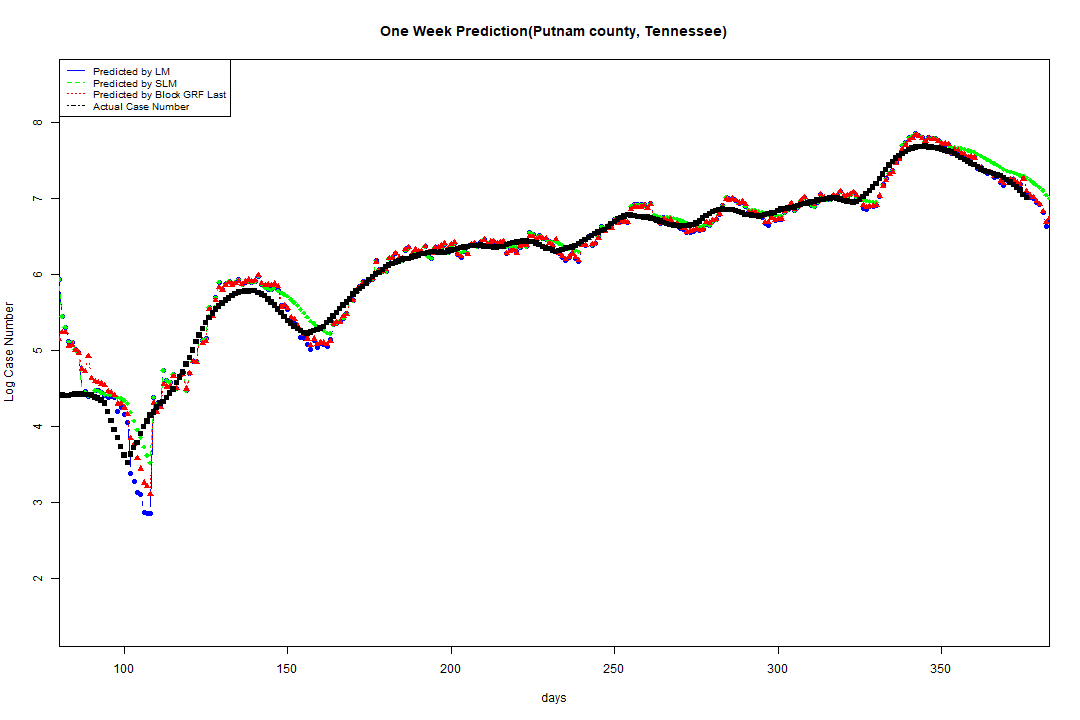 One Week Prediction(Putnam county, Tennessee)
Predicted by LM
Predicted by SLM
Predicted by Block GRF Last
Actual Case Number
8
7
6
5
4
3
2
Log Case Number
100 150 200 250 300 350
days